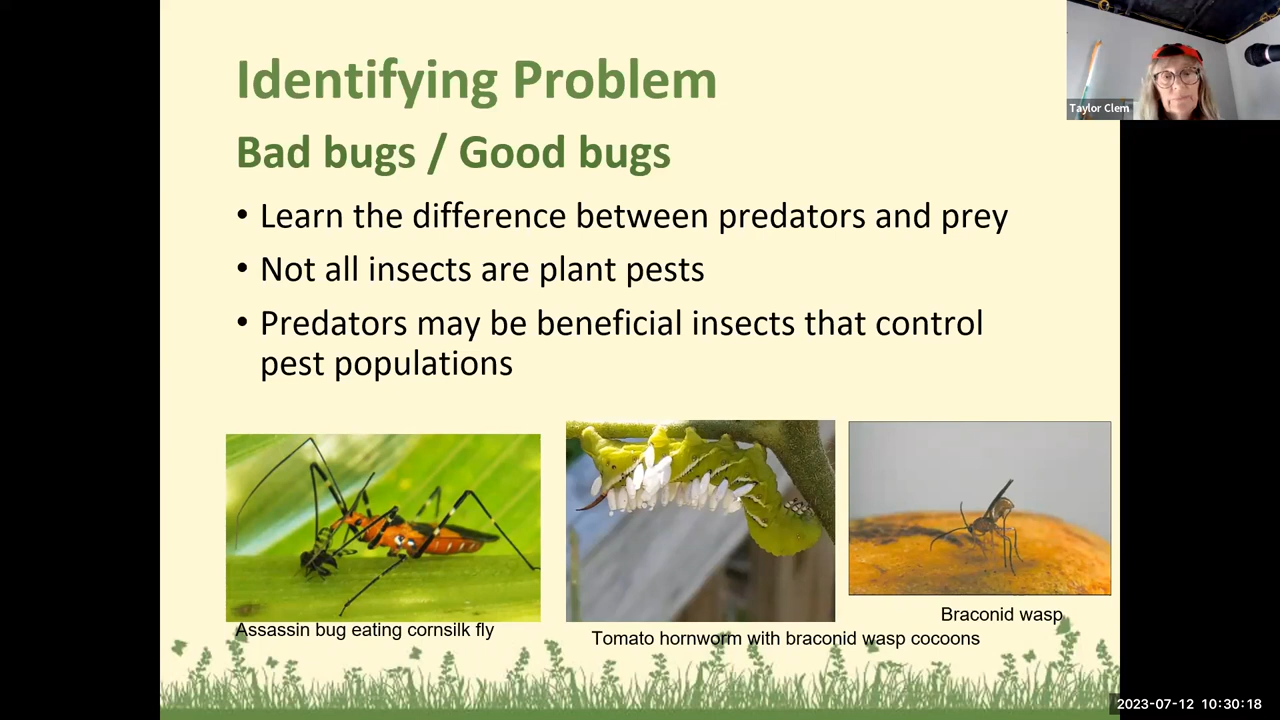 Identifying Problem
Bad bugs / Good bugs
• Learn the difference between predators and prey
• Not all insects are plant pests
• Predators may be beneficial insects that control
pest populations
Assassin bug eating cornsilk fly
Tomato hornworm with braconid wasp cocoons
Braconid wasp
Taylor Clem
2023-07-12 10:30:18